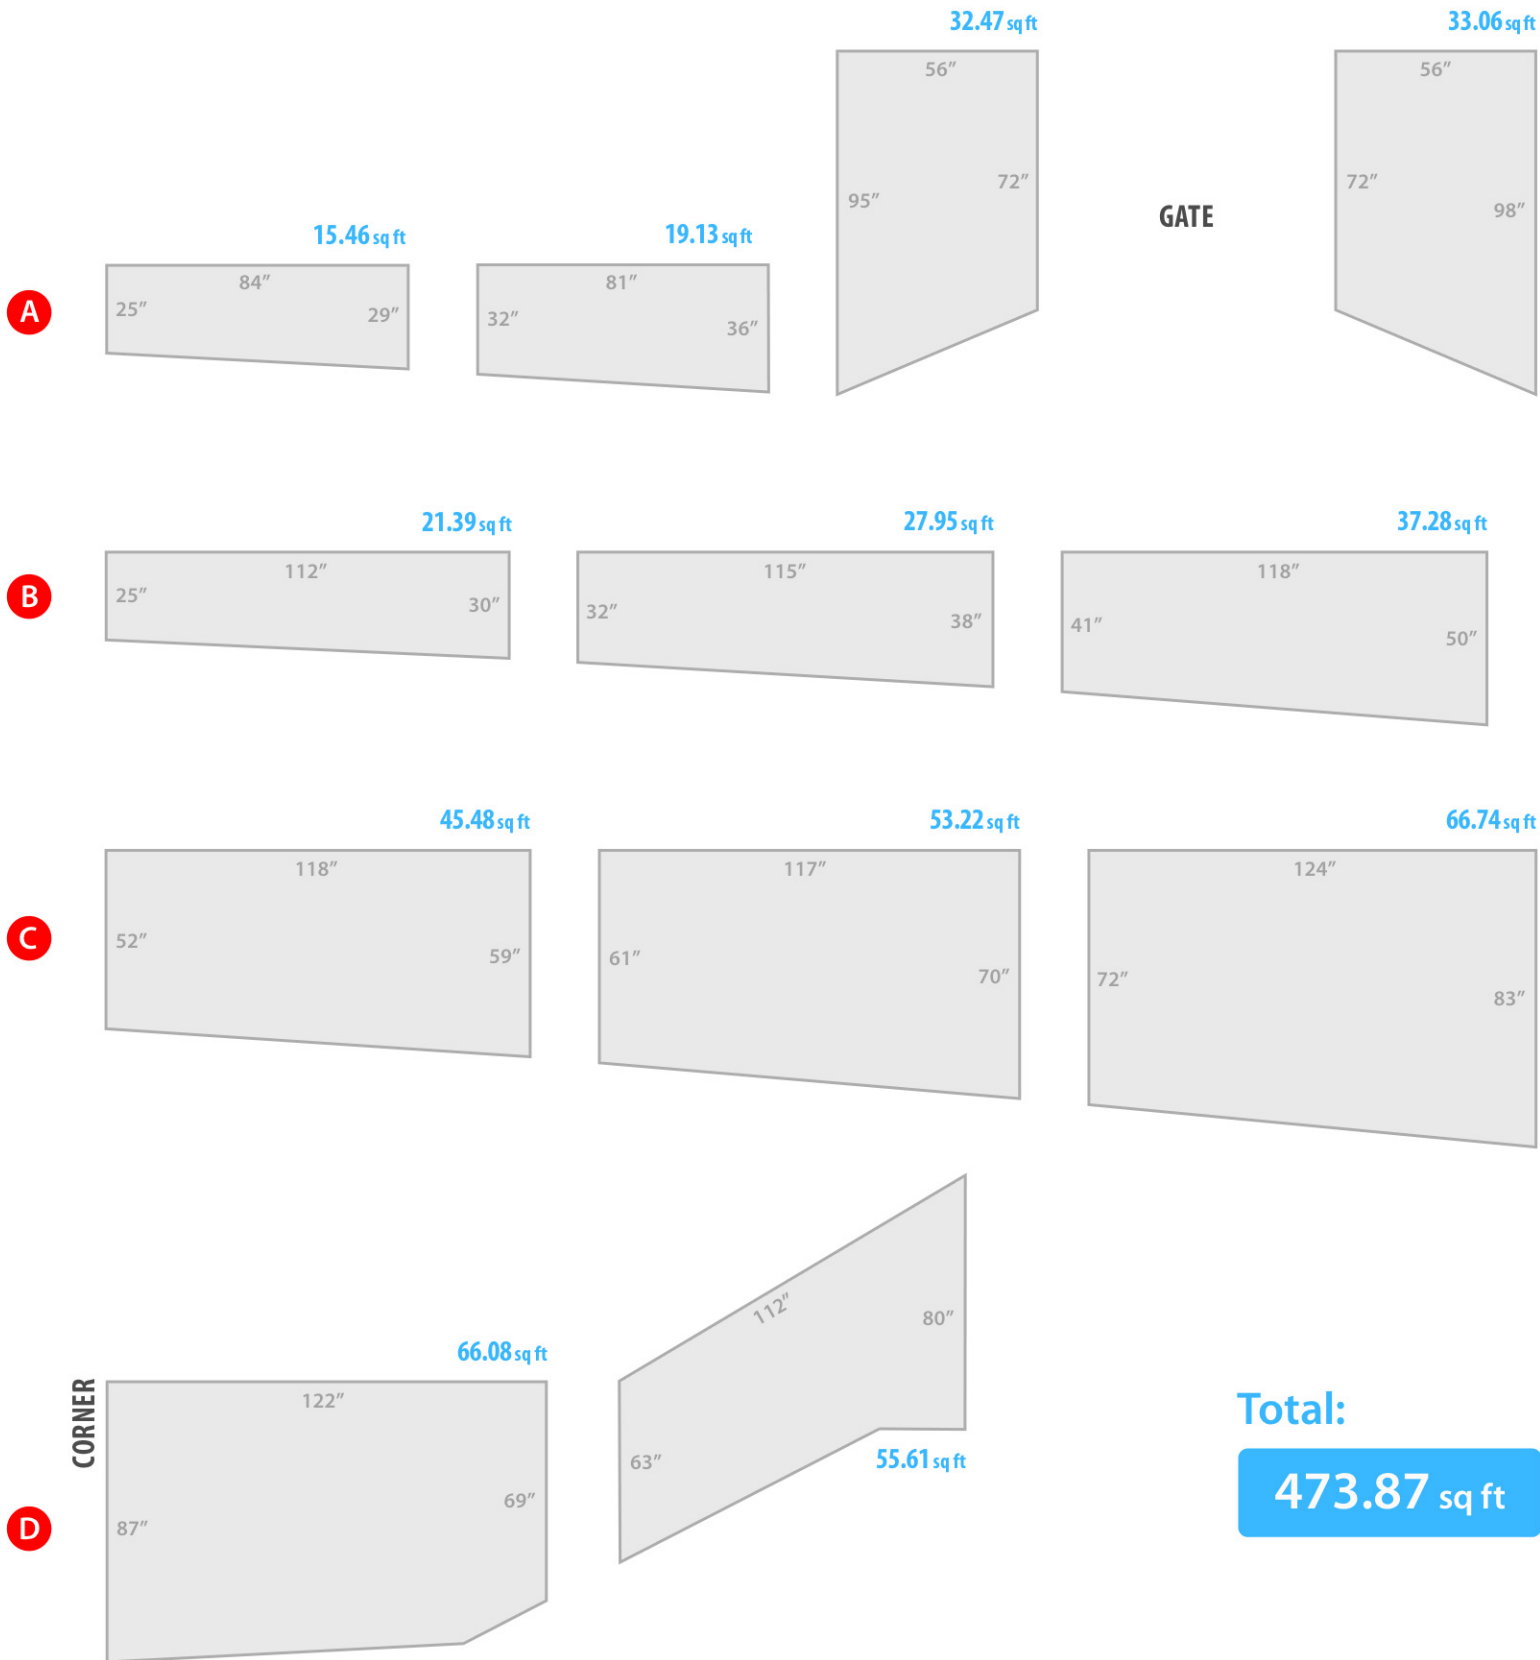 32.47 sq ft
33.06 sq ft
56”
56”
95”
72”
GATE
72”
98”
15.46 sq ft
19.13 sq ft
A
84”
25”
29”
81”
32”
36”
21.39 sq ft
27.95 sq ft
37.28 sq ft
B
112”
25”
30”
115”
32”
38”
118”
41”
50”
45.48 sq ft
53.22 sq ft
66.74 sq ft
C
118”
52”
59”
117”
61”
70”
124”
72”
83”
66.08 sq ft
CORNER
D
122”
87”
69”
112”
80”
63”
55.61 sq ft
Total:
473.87 sq ft